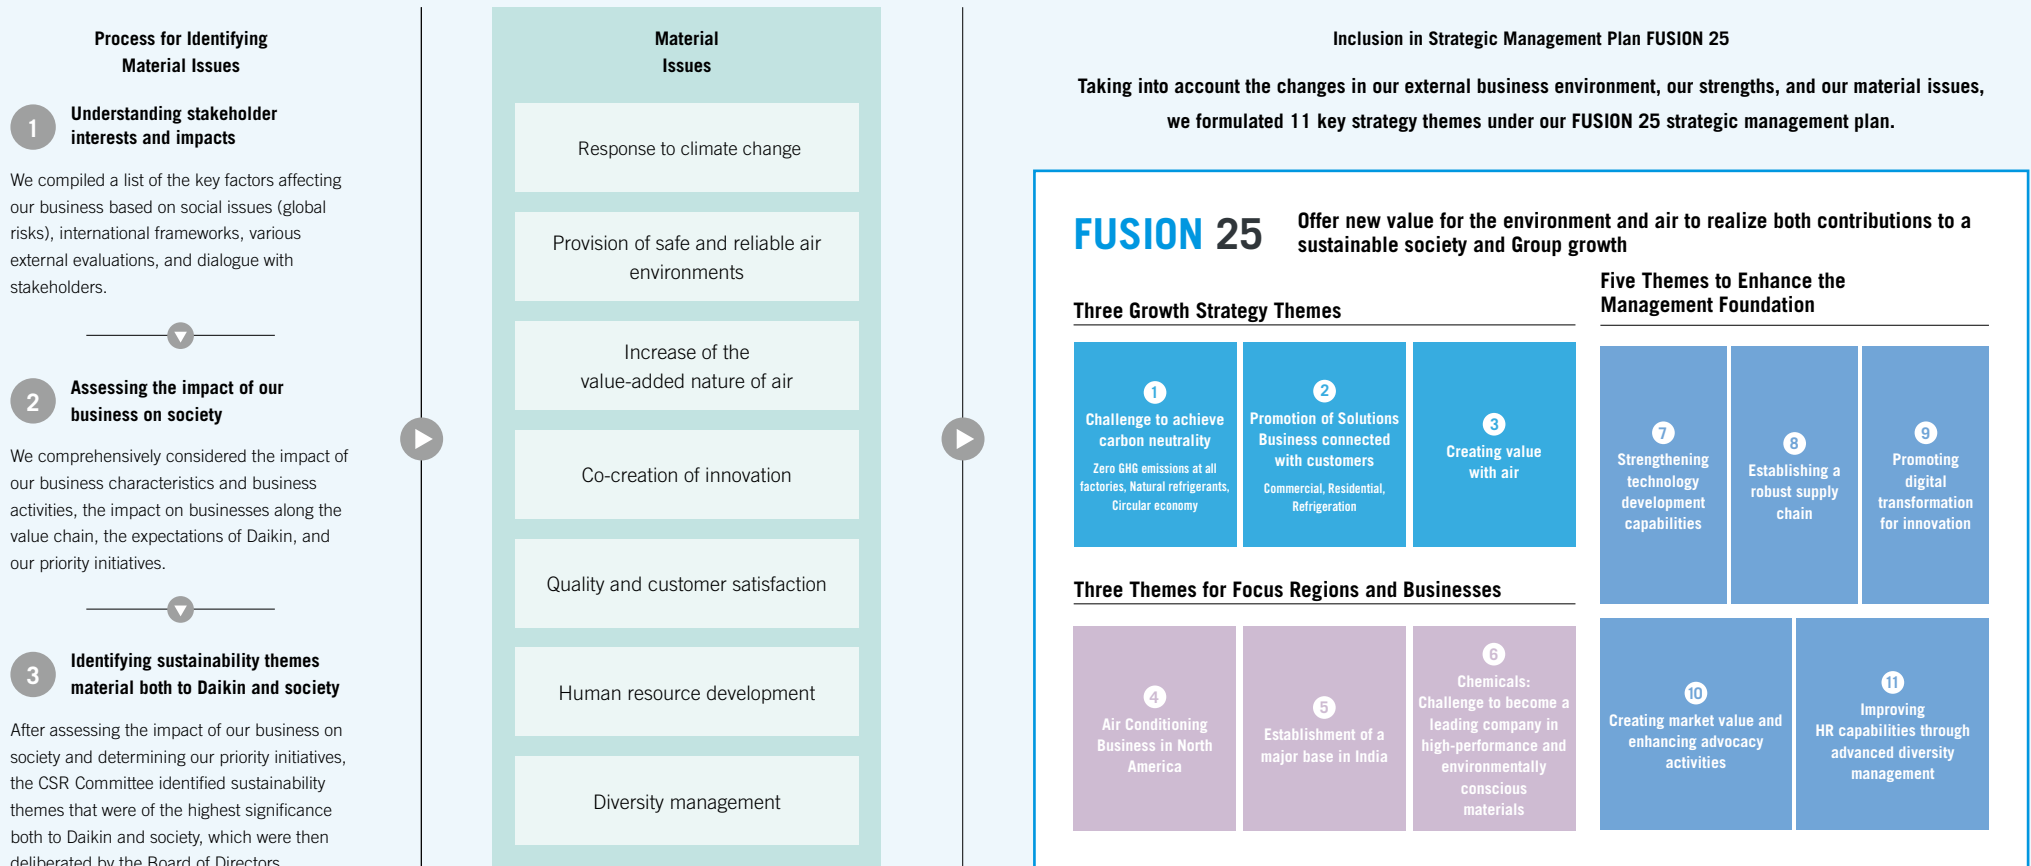 Process for Identifying
Material Issues
1
Understanding stakeholder
interests and impacts
We compiled a list of the key factors affecting
our business based on social issues (global
risks), international frameworks, various
external evaluations, and dialogue with
stakeholders.
2
Assessing the impact of our
business on society
We comprehensively considered the impact of
our business characteristics and business
activities, the impact on businesses along the
value chain, the expectations of Daikin, and
our priority initiatives.
3
Identifying sustainability themes
material both to Daikin and society
After assessing the impact of our business on
society and determining our priority initiatives,
the CSR Committee identified sustainability
themes that were of the highest significance
both to Daikin and society, which were then
deliberated by the Board of Directors
Material
Issues
Response to climate change
Provision of safe and reliable air
environments
Increase of the
value-added nature of air
Co-creation of innovation
Quality and customer satisfaction
Human resource development
Diversity management
Inclusion in Strategic Management Plan FUSION 25
Taking into account the changes in our external business environment, our strengths, and our material issues,
we formulated 11 key strategy themes under our FUSION 25 strategic management plan.
FUSION 25
Offer new value for the environment and air to realize both contributions to a
sustainable society and Group growth
Three Growth Strategy Themes
1
Challenge to achieve
carbon neutrality
Zero GHG emissions at all
factories, Natural refrigerants,
Circular economy
2
Promotion of Solutions
Business connected
with customers
Commercial, Residential,
Refrigeration
3
Creating value
with air
Three Themes for Focus Regions and Businesses
4
Air Conditioning
Business in North
America
5
Establishment of a
major base in India
6
Chemicals:
Challenge to become a
leading company in
high-performance and
environmentally
conscious
materials
Five Themes to Enhance the
Management Foundation
7
Strengthening
technology
development
capabilities
8
Establishing a
robust supply
chain
9
Promoting
digital
transformation
for innovation
10
Creating market value and
enhancing advocacy
activities
11
Improving
HR capabilities through
advanced diversity
management